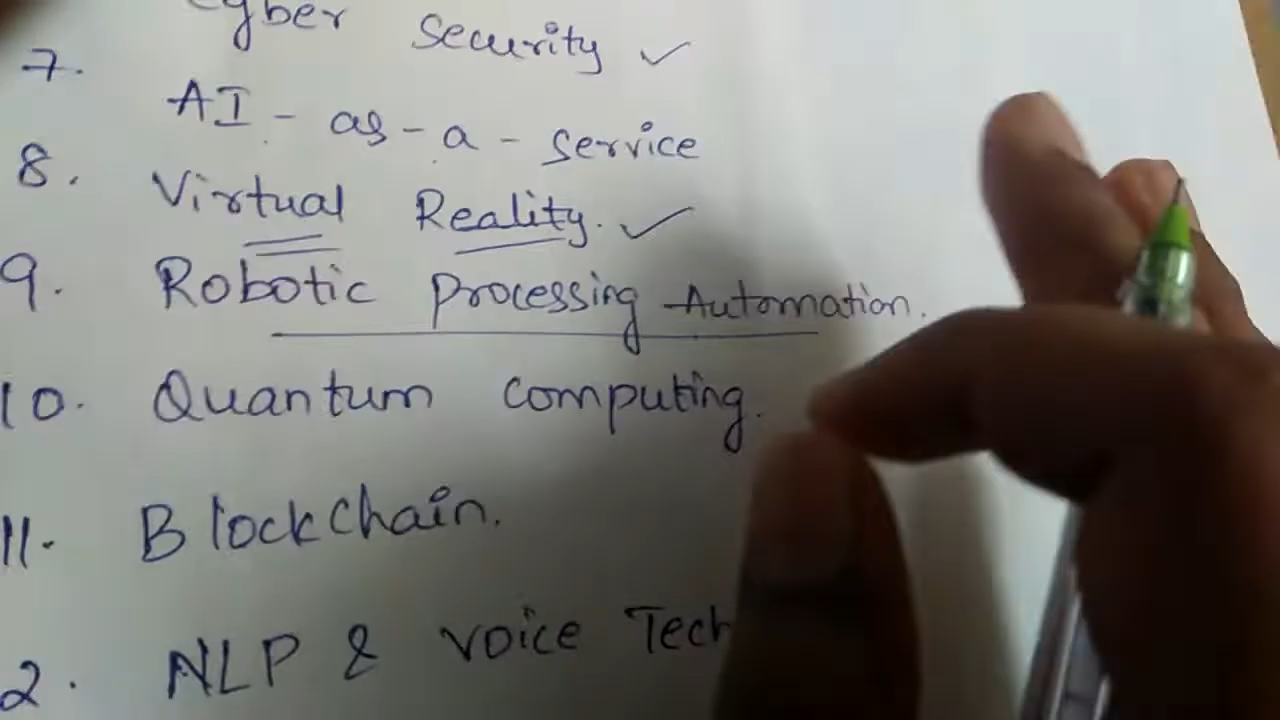 Cyber Security ✓
7. AI - as - a - service
8. Virtual Reality. ✓
9. Robotic Processing Automation.
10. Quantum computing.
11. Blockchain.
2. NLP & voice Tech